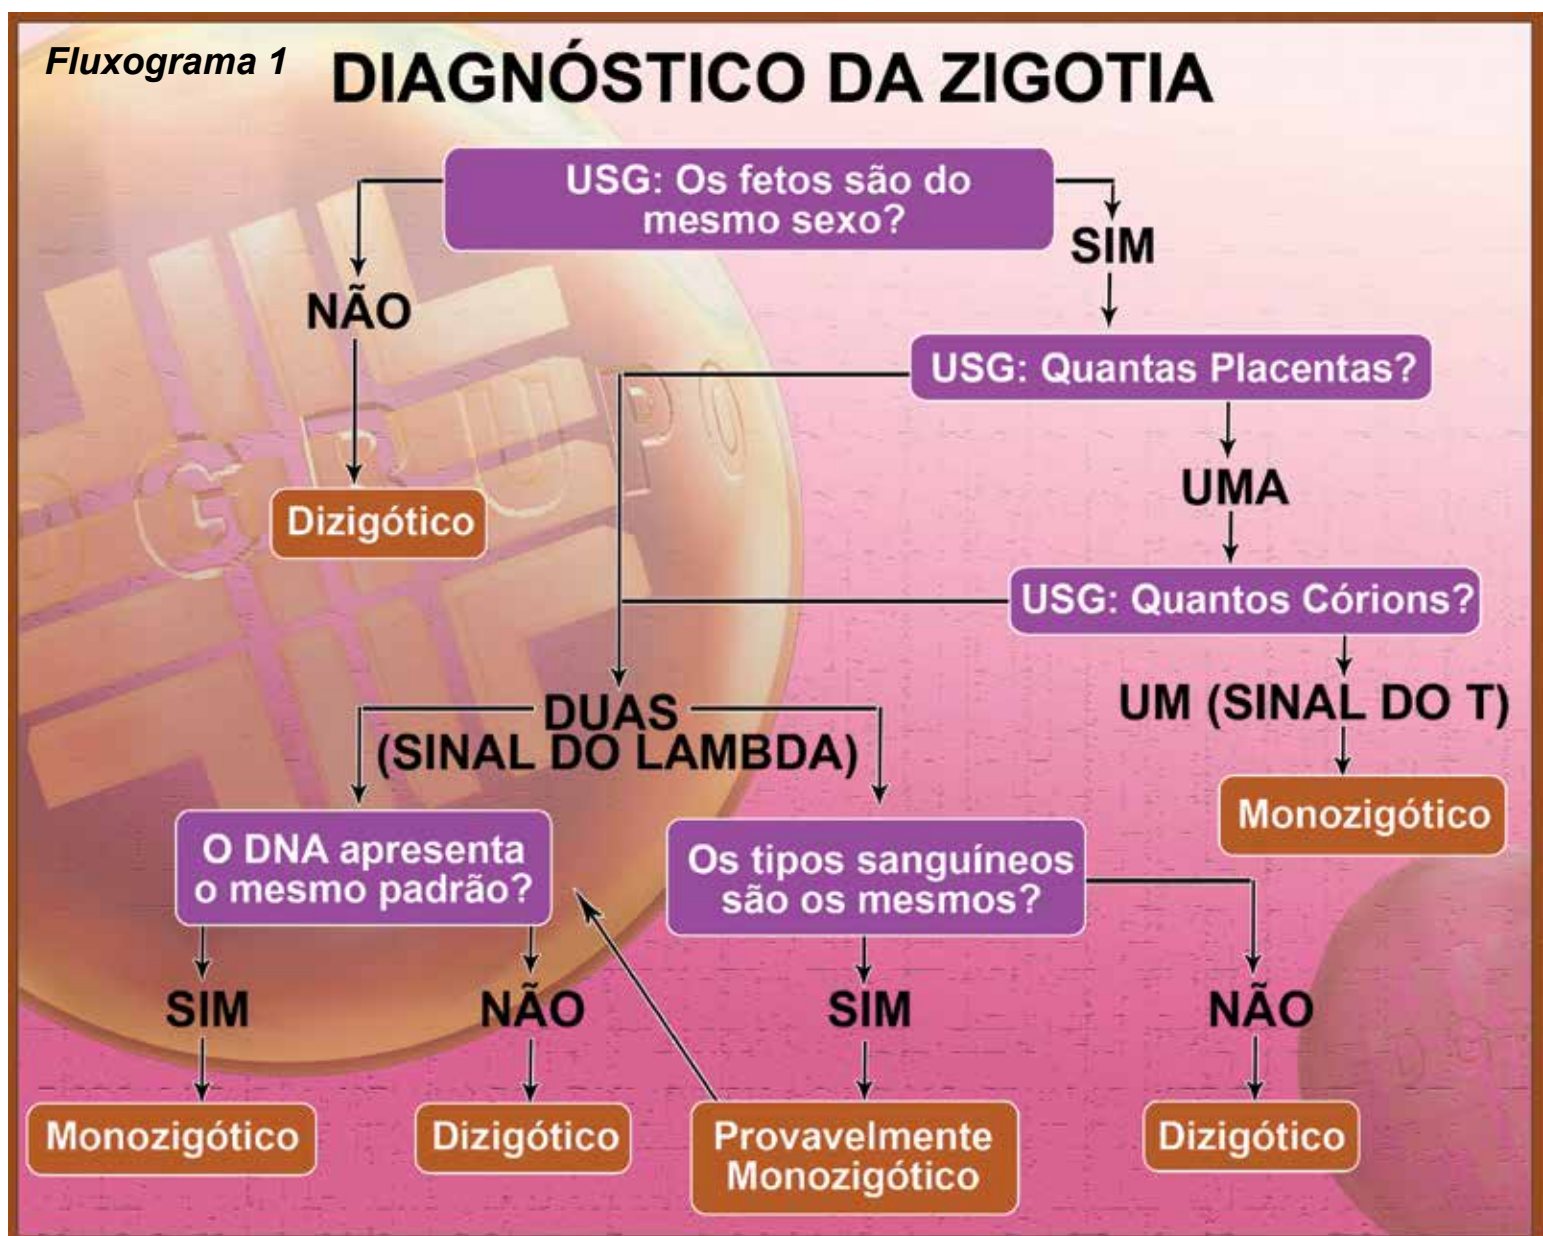 Fluxograma 1
DIAGNÓSTICO DA ZIGOTIA
USG: Os fetos são do
mesmo sexo?
SIM
NÃO
USG: Quantas Placentas?
UMA
Dizigótico
USG: Quantos Córions?
UM (SINAL DO T)
DUAS
(SINAL DO LAMBDA)
Monozigótico
O DNA apresenta
o mesmo padrão?
Os tipos sanguíneos
são os mesmos?
SIM
NÃO
SIM
NÃO
Monozigótico
Dizigótico
Provavelmente
Monozigótico
Dizigótico
GRUPO